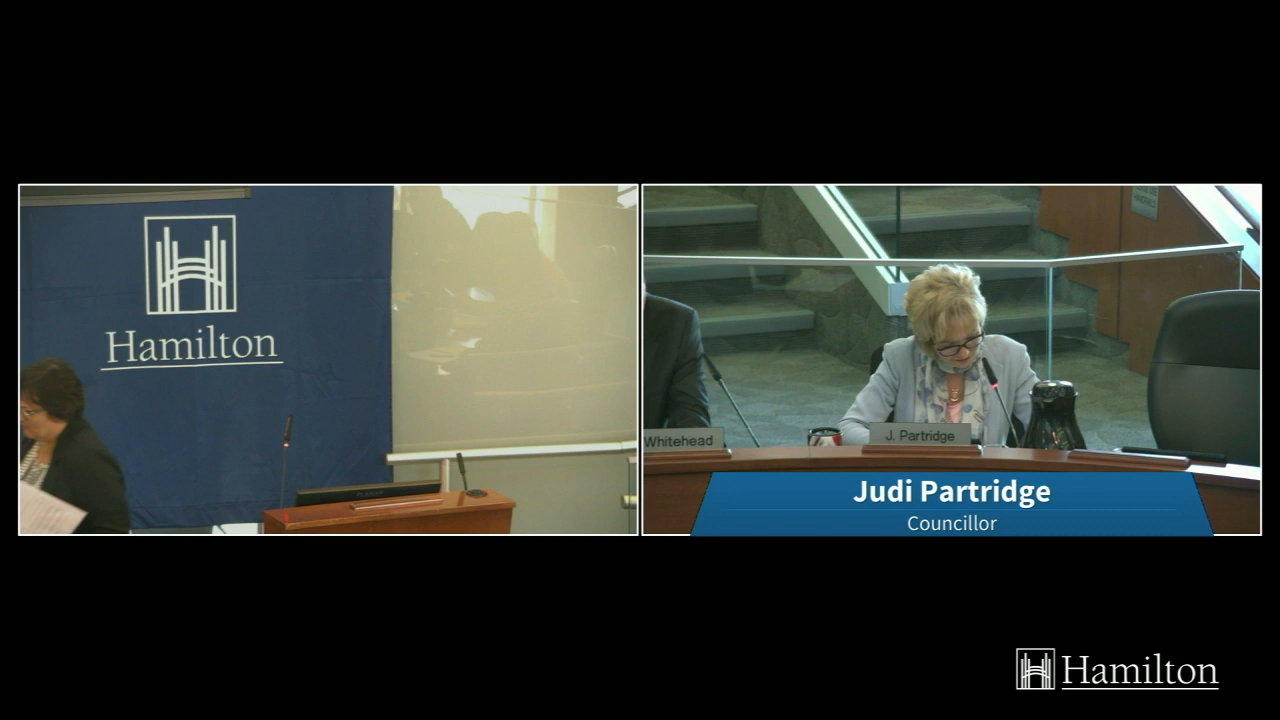 Hamilton
Whitehead
J. Partridge
Judi Partridge
Councillor
Hamilton